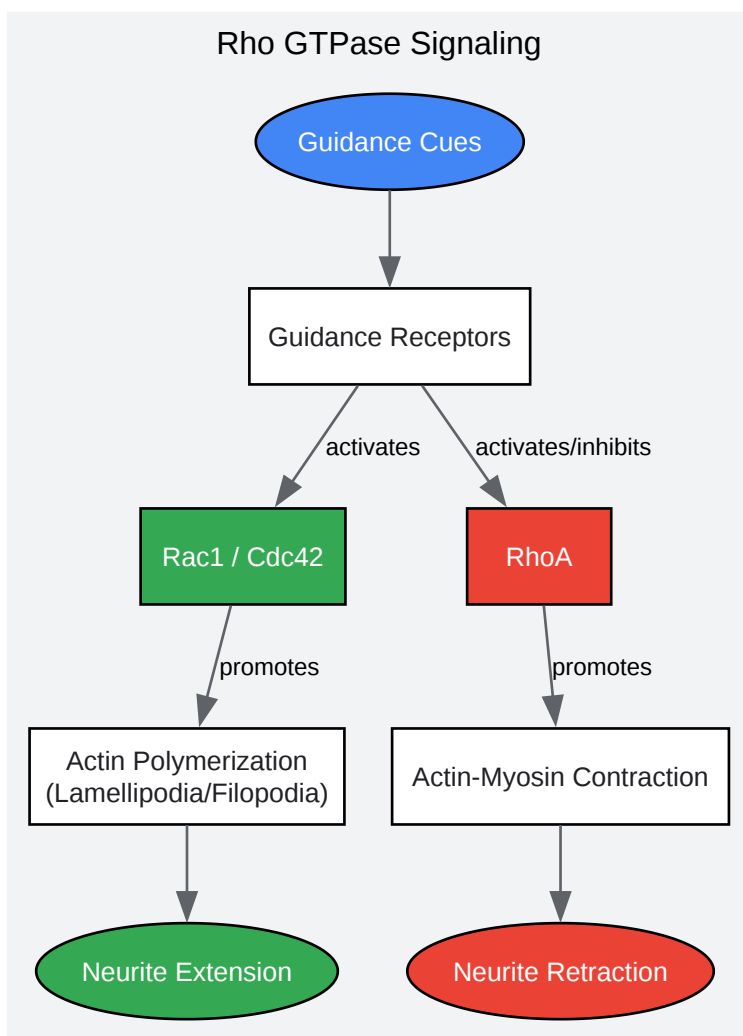 Rho GTPase Signaling
Guidance Cues
Guidance Receptors
activates
activates/inhibits
Rac1 / Cdc42
RhoA
promotes
promotes
Actin Polymerization
(Lamellipodia/Filopodia)
Actin-Myosin Contraction
Neurite Extension
Neurite Retraction